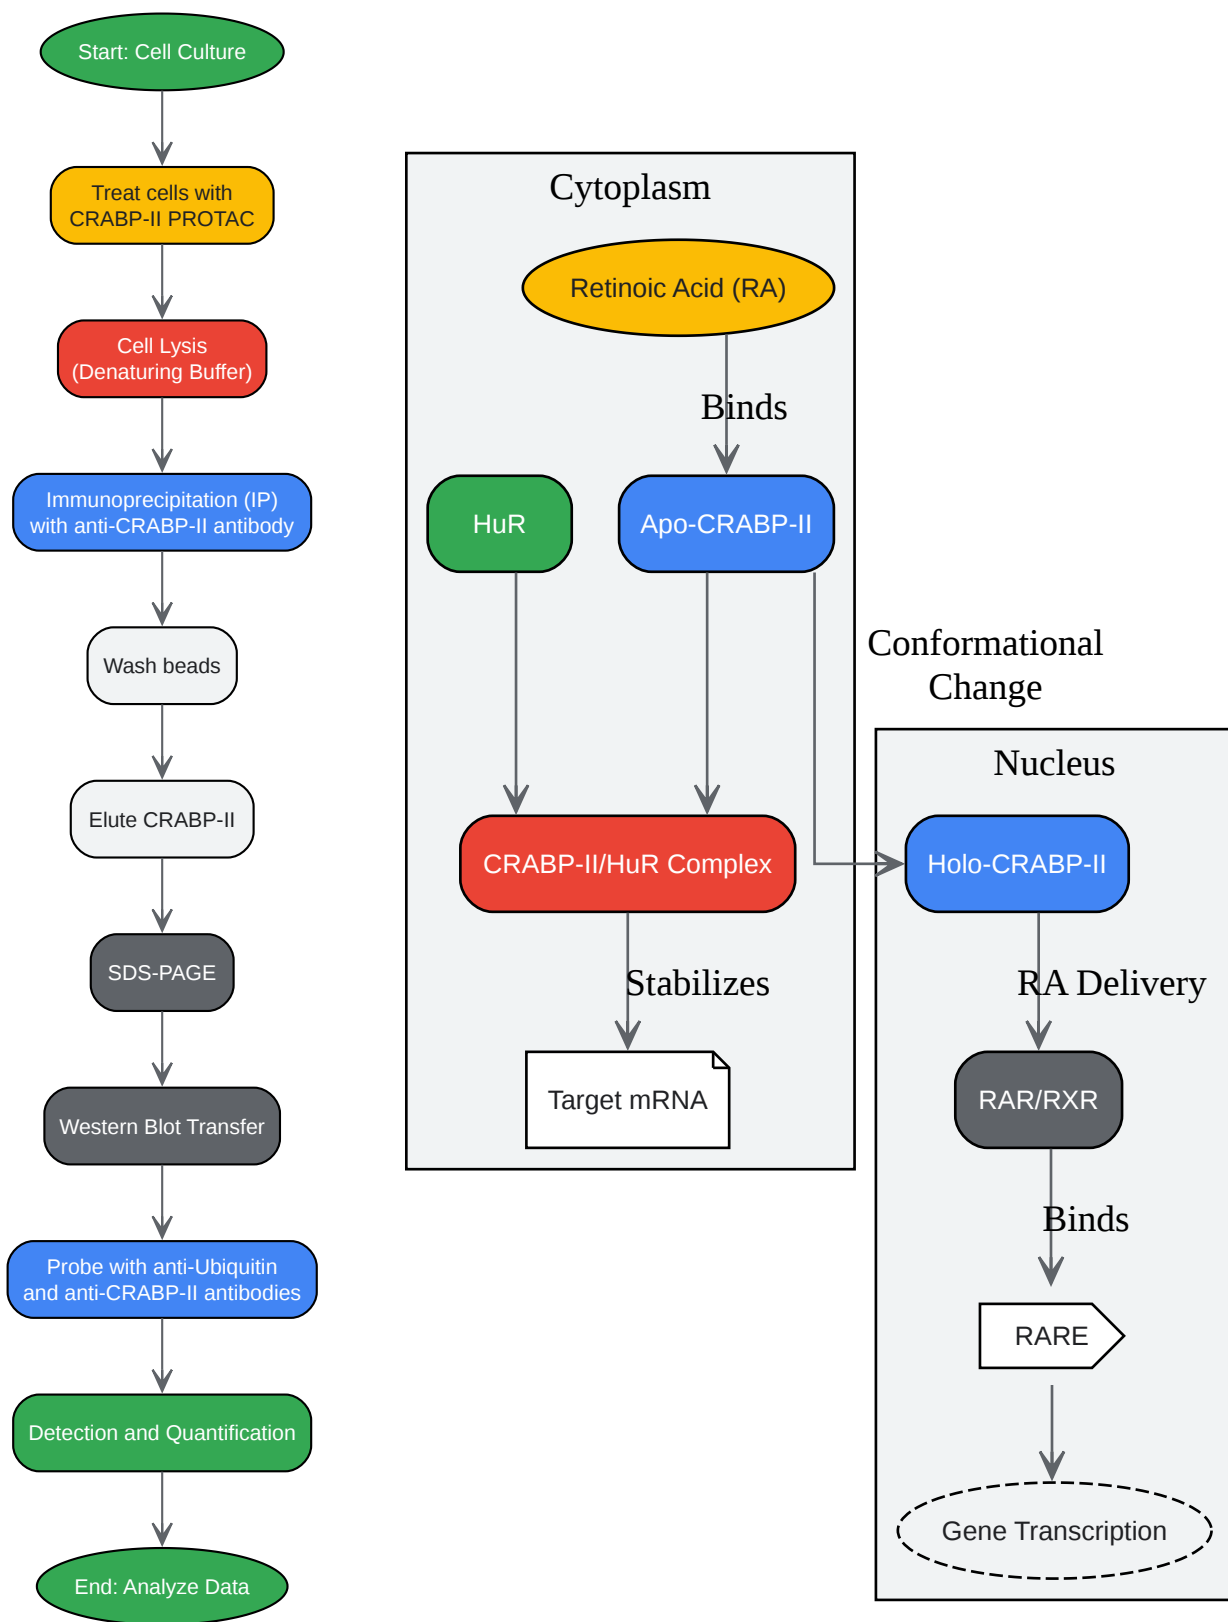 Start: Cell Culture
Treat cells with
CRABP-II PROTAC
Cell Lysis
(Denaturing Buffer)
Immunoprecipitation (IP)
with anti-CRABP-II antibody
Wash beads
Elute CRABP-II
SDS-PAGE
Western Blot Transfer
Probe with anti-Ubiquitin
and anti-CRABP-II antibodies
Detection and Quantification
End: Analyze Data
Cytoplasm
Retinoic Acid (RA)
Binds
HuR
Apo-CRABP-II
Conformational
Change
CRABP-II/HuR Complex
Stabilizes
Target mRNA
Nucleus
Holo-CRABP-II
RA Delivery
RAR/RXR
Binds
RARE
Gene Transcription